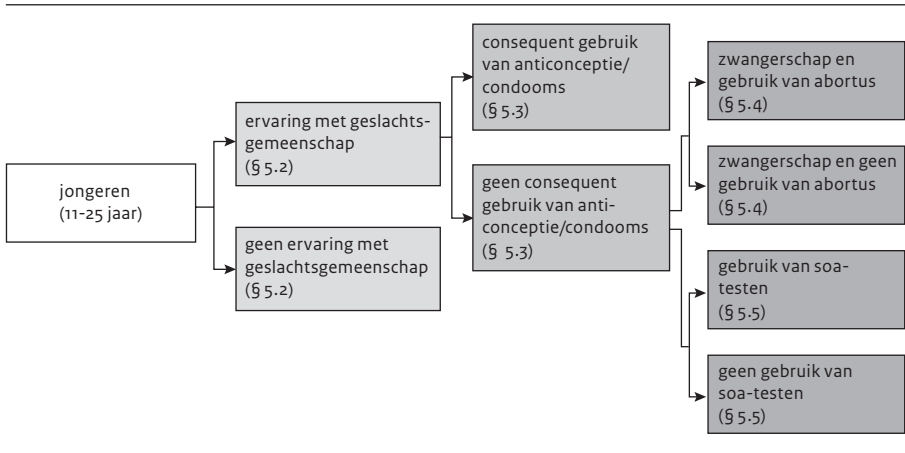 jongeren
(11-25 jaar)
ervaring met geslachts-
gemeenschap
(§ 5.2)
geen ervaring met
geslachtsgemeenschap
(§ 5.2)
consequent gebruik
van anticonceptie/
condooms
(§ 5.3)
geen consequent
gebruik van anti-
conceptie/condooms
(§ 5.3)
zwangerschap en
gebruik van abortus
(§ 5.4)
zwangerschap en geen
gebruik van abortus
(§ 5.4)
gebruik van soa-
testen
(§ 5.5)
geen gebruik van
soa-testen
(§ 5.5)